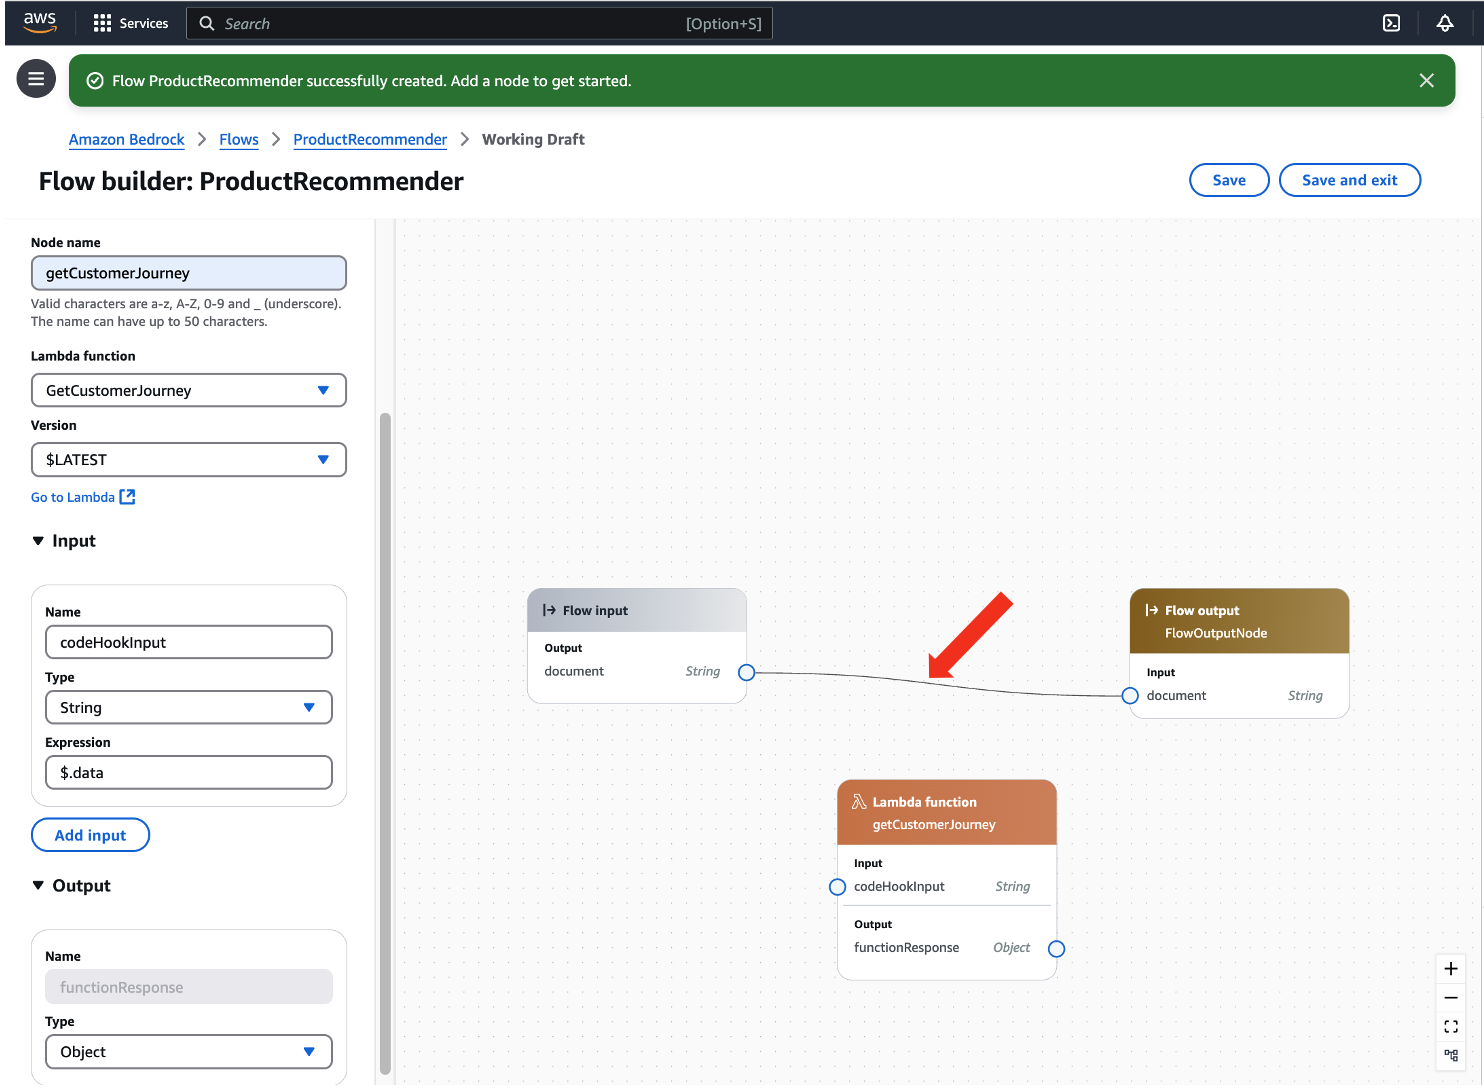 aws
Services
Search
[Option+S]
Flow ProductRecommender successfully created. Add a node to get started.
Amazon Bedrock > Flows > ProductRecommender > Working Draft
Flow builder: ProductRecommender
Save
Save and exit
Node name
getCustomerJourney
Valid characters are a-z, A-Z, 0-9 and _ (underscore).
The name can have up to 50 characters.
Lambda function
GetCustomerJourney
Version
$LATEST
Go to Lambda
Input
Name
codeHookInput
Type
String
Expression
$.data
Add input
Output
Name
functionResponse
Type
Object
Flow input
Output
document String
Flow output
FlowOutputNode
Input
document String
Lambda function
getCustomerJourney
Input
codeHookInput String
Output
functionResponse Object